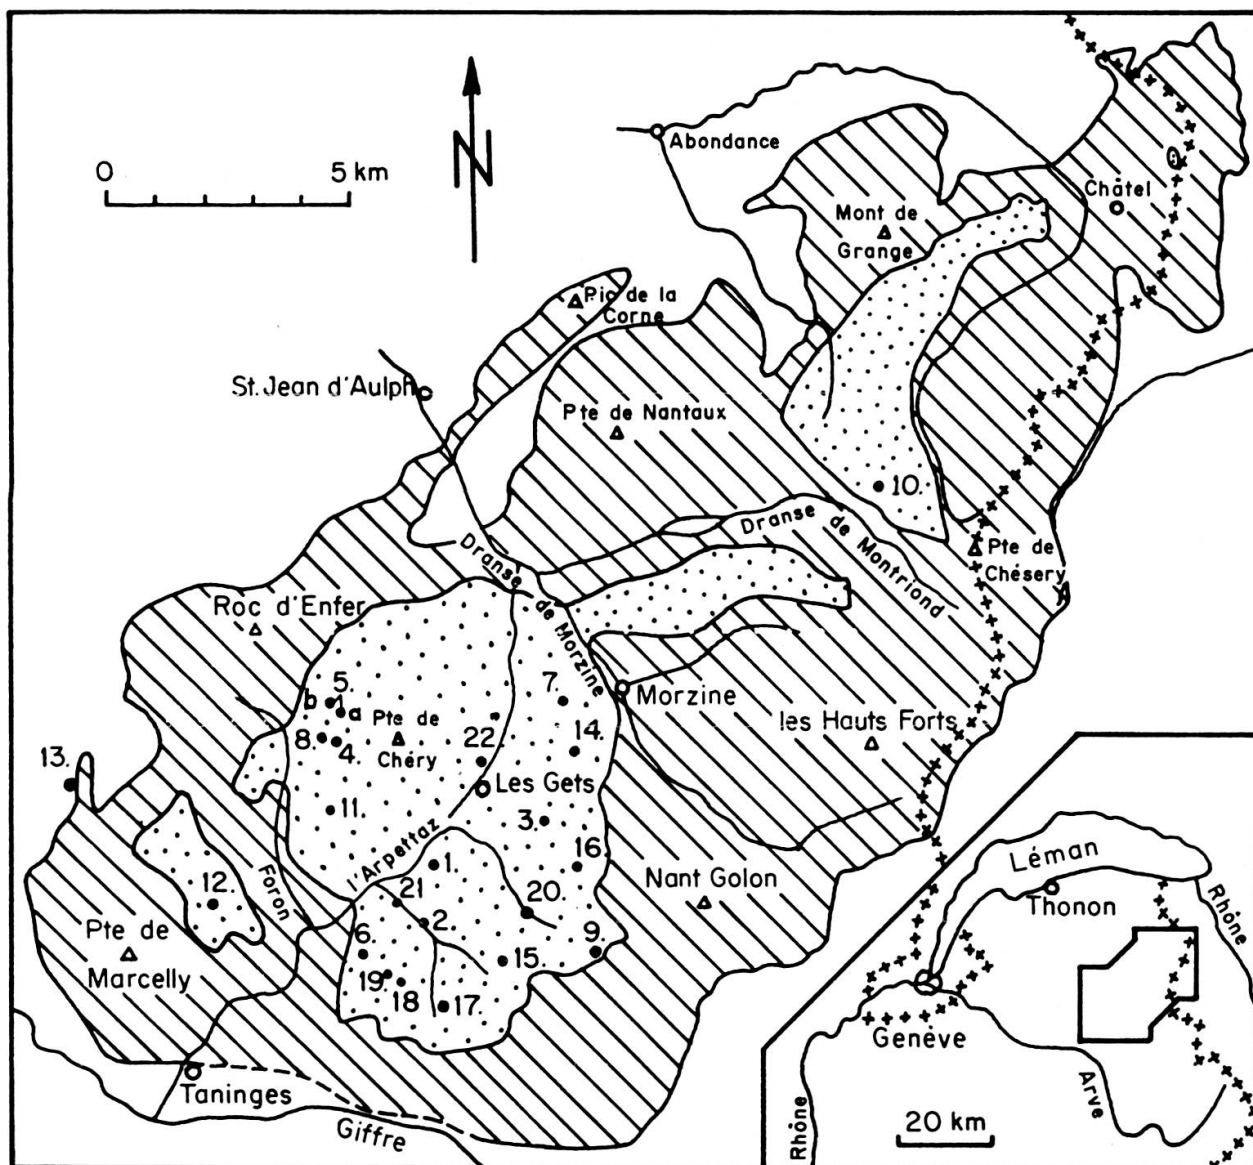 0
5 km
N
Abondance
Châtel
Mont de
Grange
Pic de la
Corne
St. Jean d'Aulph
Pte de Nantaux
10.
Dranse de Montriond
Pte de
Chésery
Dranse de Morzine
Roc d'Enfer
5.
b
a
7.
Morzine
Pte de
Chéry
8.
4.
22
14.
les Hauts Forts
13.
Les Gets
11.
3.
l'Arpettaz
1.
16.
Nant Golon
12.
Foron
21
2.
20.
Pte de
Marcelly
6.
15.
9.
19.
18.
17.
Taninges
Giffre
Léman
Thonon
Rhône
Genève
Arve
Rhône
20 km